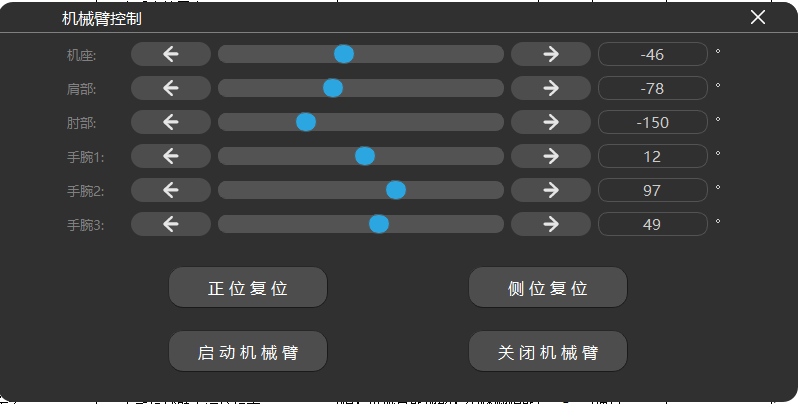 机械臂控制
机座: -46 °
肩部: -78 °
肘部: -150 °
手腕1: 12 °
手腕2: 97 °
手腕3: 49 °
正位复位 侧位复位
启动机械臂 关闭机械臂